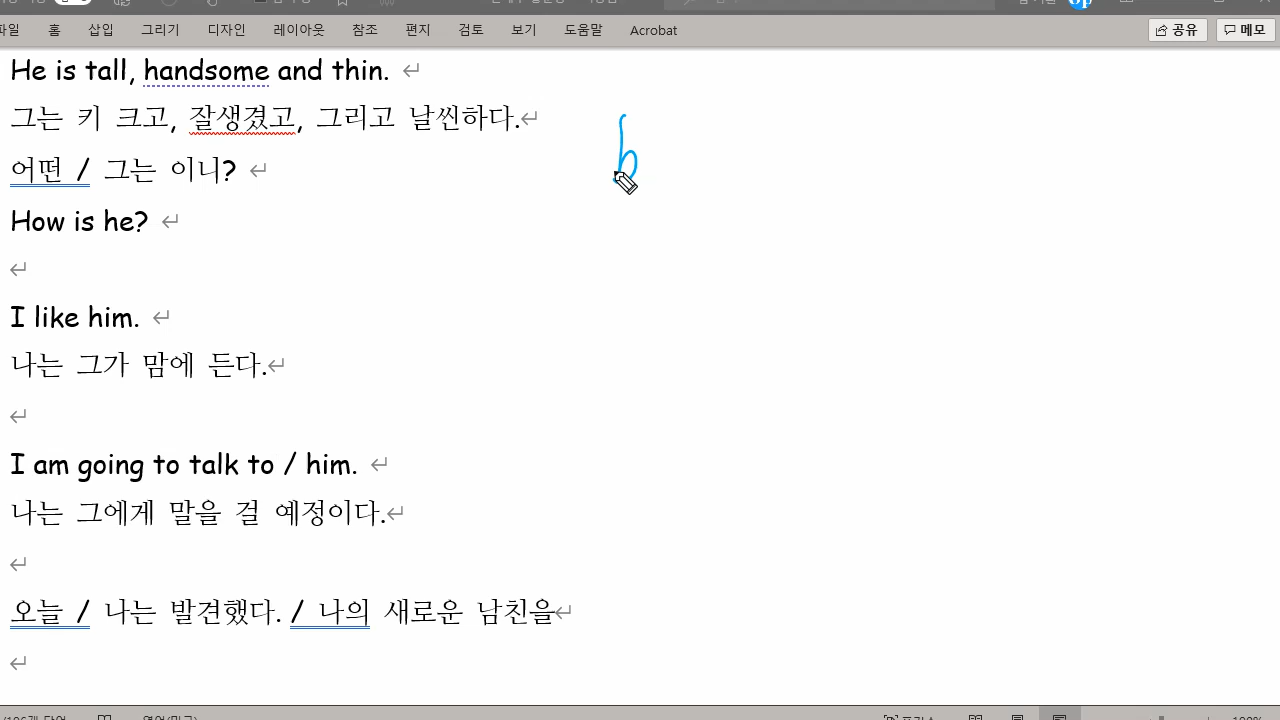 홈 삽입 그리기 디자인 레이아웃 참조 편지 검토 보기 도움말 Acrobat 공유 메모
He is tall, handsome and thin.
그는 키 크고, 잘생겼고, 그리고 날씬하다.
어떤 / 그는 이니?
How is he?
I like him.
나는 그가 맘에 든다.
I am going to talk to / him.
나는 그에게 말을 걸 예정이다.
오늘 / 나는 발견했다. / 나의 새로운 남친을